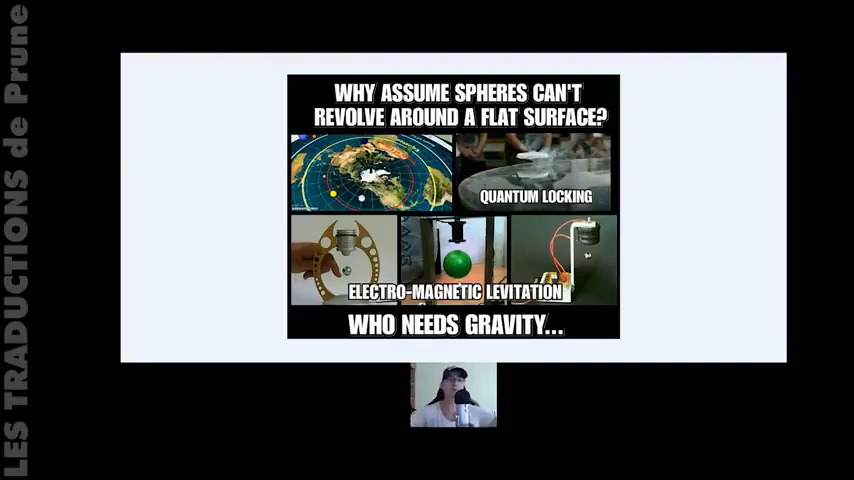 LES TRADUCTIONS de Prune
WHY ASSUME SPHERES CAN'T
REVOLVE AROUND A FLAT SURFACE?
QUANTUM LOCKING
ELECTRO-MAGNETIC LEVITATION
WHO NEEDS GRAVITY...